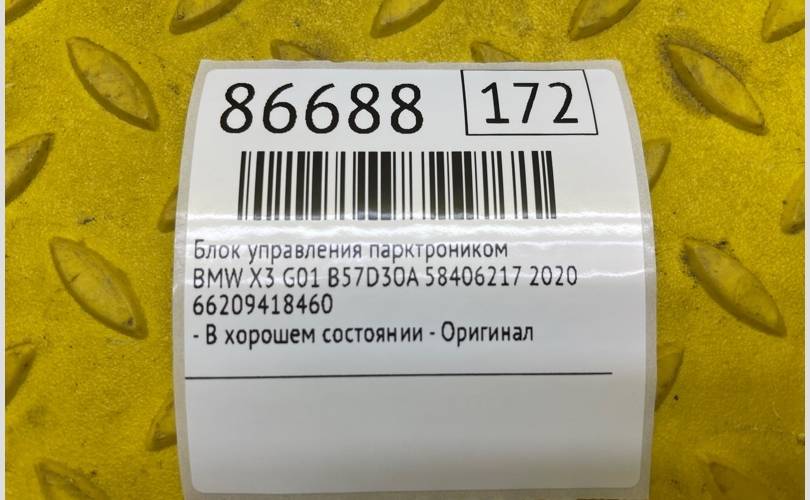 86688 172
Блок управления парктроником
BMW X3 G01 B57D30A 58406217 2020
66209418460
- В хорошем состоянии - Оригинал